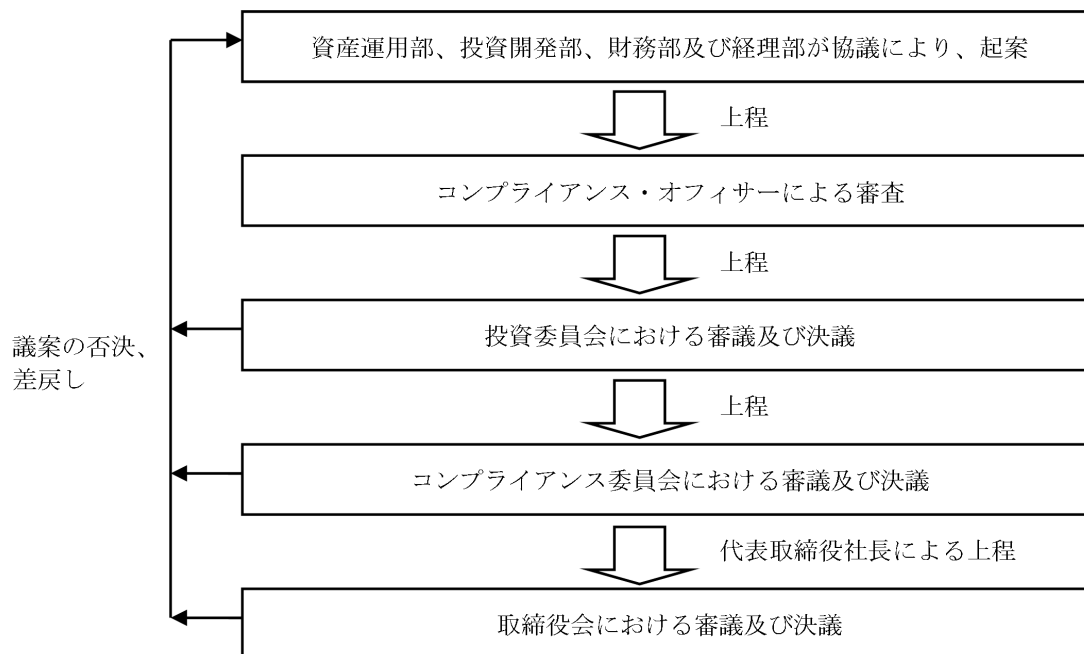 資産運用部、投資開発部、財務部及び経理部が協議により、起案
上程
コンプライアンス・オフィサーによる審査
上程
投資委員会における審議及び決議
議案の否決、
差戻し
上程
コンプライアンス委員会における審議及び決議
代表取締役社長による上程
取締役会における審議及び決議